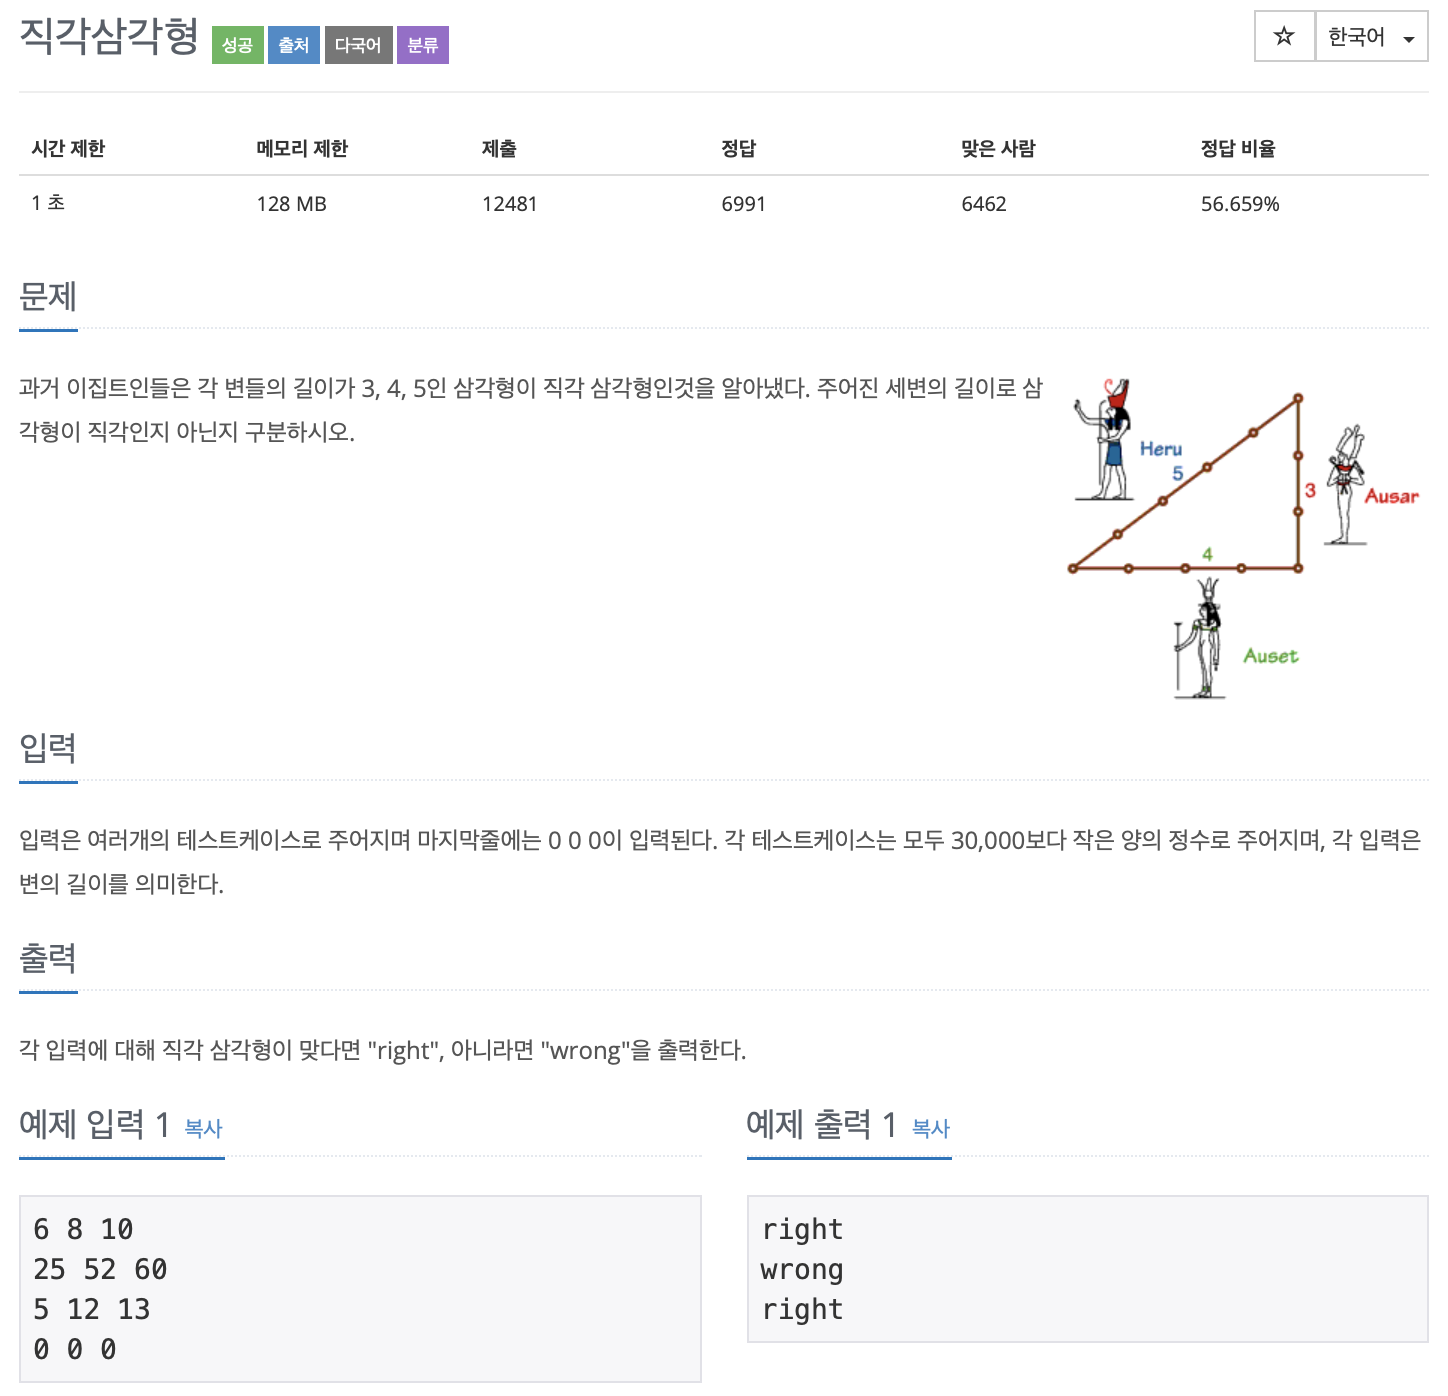 직각삼각형 성공 출처 다국어 분류 ☆ 한국어
시간 제한 메모리 제한 제출 정답 맞은 사람 정답 비율
1 초 128 MB 12481 6991 6462 56.659%
문제
과거 이집트인들은 각 변들의 길이가 3, 4, 5인 삼각형이 직각 삼각형인것을 알아냈다. 주어진 세변의 길이로 삼
각형이 직각인지 아닌지 구분하시오.
Heru
5
3
Ausar
4
Auset
입력
입력은 여러개의 테스트케이스로 주어지며 마지막줄에는 0 0 0이 입력된다. 각 테스트케이스는 모두 30,000보다 작은 양의 정수로 주어지며, 각 입력은
변의 길이를 의미한다.
출력
각 입력에 대해 직각 삼각형이 맞다면 "right", 아니라면 "wrong"을 출력한다.
예제 입력 1 복사
6 8 10
25 52 60
5 12 13
0 0 0
예제 출력 1 복사
right
wrong
right